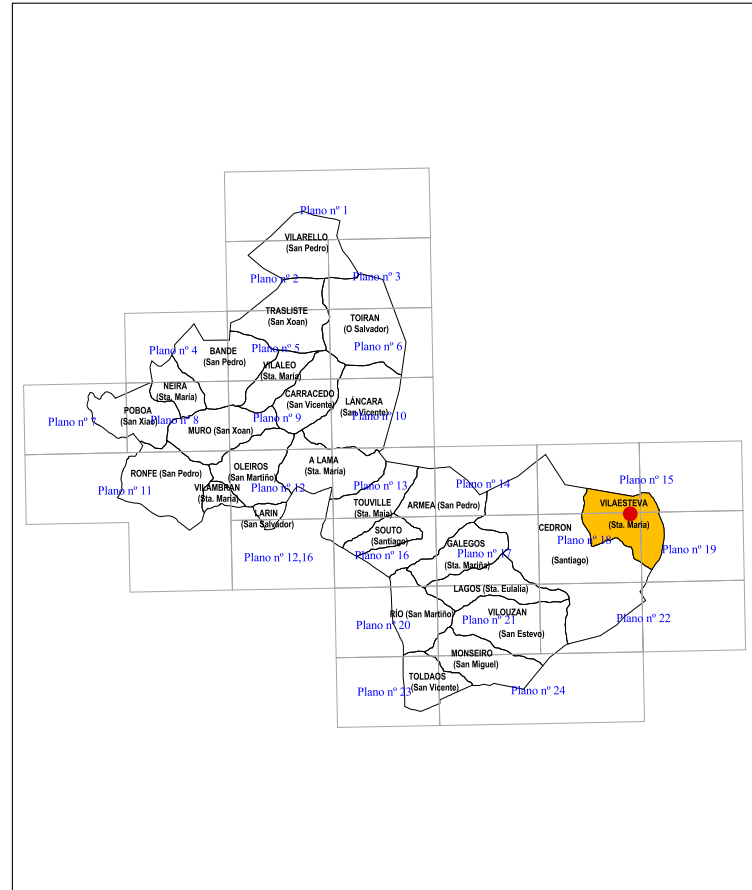 Plano nº 1
VILARELLO
(San Pedro)
Plano nº 2
Plano nº 3
TRASLISTE
(San Xoan)
TOIRAN
(O Salvador)
Plano nº 4
BANDE
(San Pedro)
Plano nº 5
Plano nº 6
VILALEO
(Sta. María)
NEIRA
(Sta. María)
CARRACEDO
(San Vicente)
LÁNCARA
(San Vicente)
POBOA
(San Xiao)
Plano nº 7
Plano nº 8
Plano nº 9
Plano nº 10
MURO (San Xoan)
RONFE (San Pedro)
OLEIROS
(San Martiño)
A LAMA
(Sta. María)
Plano nº 11
VILAMBRAN
(Sta. María)
Plano nº 12
Plano nº 13
Plano nº 14
Plano nº 15
LARIN
(San Salvador)
TOUVILLE
(Sta. Maia)
ARMEA (San Pedro)
VILAESTEVA
(Sta. María)
SOUTO
(Santiago)
CEDRON
(Santiago)
Plano nº 12,16
Plano nº 16
GALEGOS
(Sta. Mariña)
Plano nº 17
Plano nº 18
Plano nº 19
LAGOS (Sta. Eulalia)
RÍO (San Martiño)
VILOUZAN
(San Estevo)
Plano nº 20
Plano nº 21
Plano nº 22
MONSEIRO
(San Miguel)
TOLDAOS
(San Vicente)
Plano nº 23
Plano nº 24